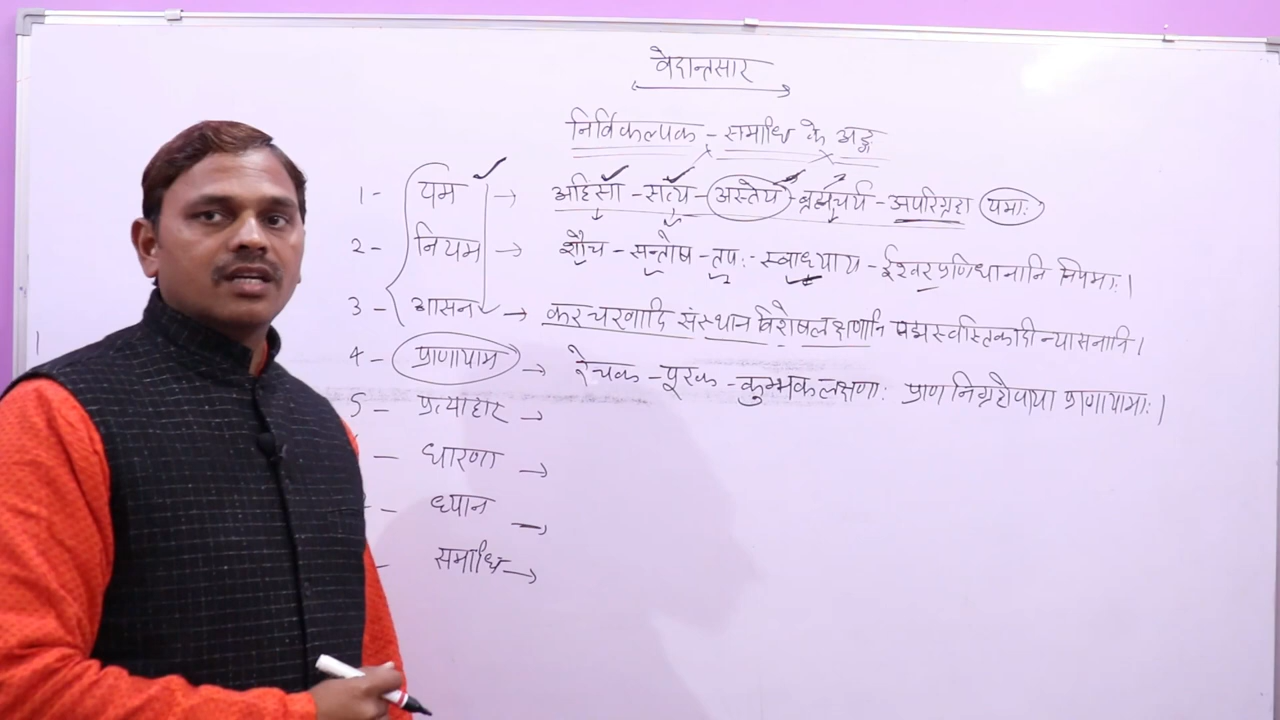 वेदान्तसार
निर्विकल्पक - समाधि के अङ्ग
1 - यम → अहिंसा - सत्य - अस्तेय - ब्रह्मचर्य - अपरिग्रहा यमाः
2 - नियम → शौच - सन्तोष - तपः - स्वाध्याय - ईश्वरप्रणिधानानि नियमाः।
3 - आसन → करचरणादि संस्थान विशेषलक्षणानि पद्मस्वस्तिकादीन्यासनानि।
4 - प्राणायाम → रेचक - पूरक - कुम्भकलक्षणाः प्राणनिग्रहोपाया प्राणायामाः।
5 - प्रत्याहार →
- धारणा →
- ध्यान →
- समाधि →